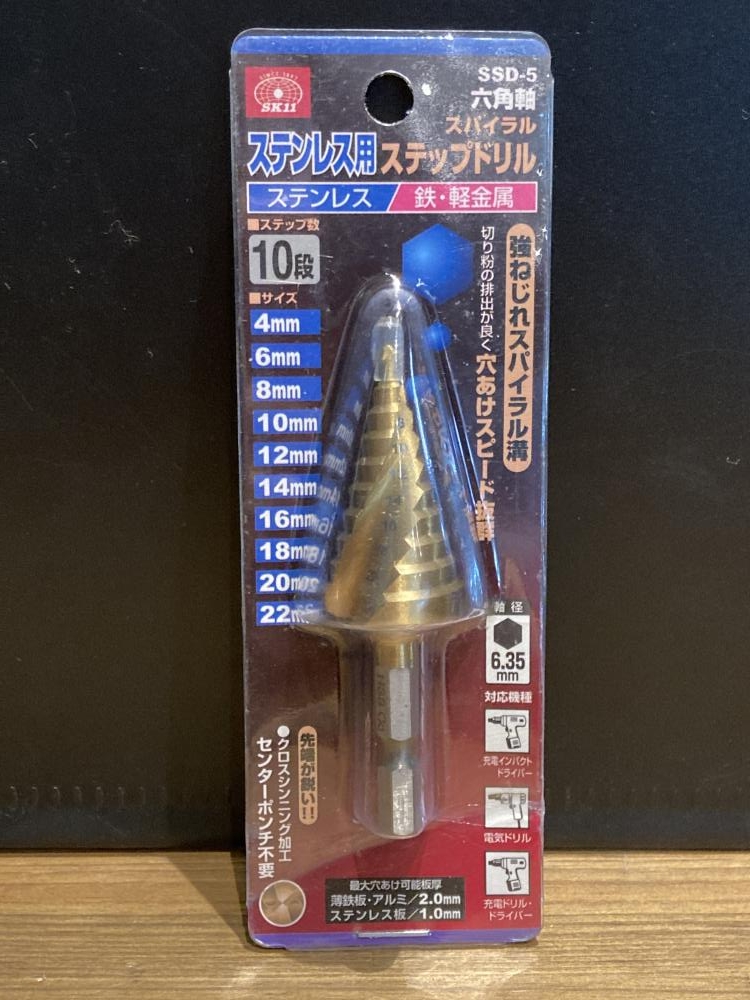 SINCE 1867
SK11
SSD-5
六角軸
スパイラル
ステンレス用ステップドリル
ステンレス/鉄・軽金属
■ステップ数
10段
■サイズ
4mm
6mm
8mm
10mm
12mm
14mm
16mm
18mm
20mm
22m
強ねじれスパイラル溝
切り粉の排出が良く穴あけスピード抜群
軸径
6.35
mm
対応機種
充電インパクト
ドライバー
電気ドリル
充電ドリル・
ドライバー
先端が鋭い!!
●クロスシンニング加工
センターポンチ不要
最大穴あけ可能板厚
薄鉄板・アルミ/2.0mm
ステンレス板/1.0mm